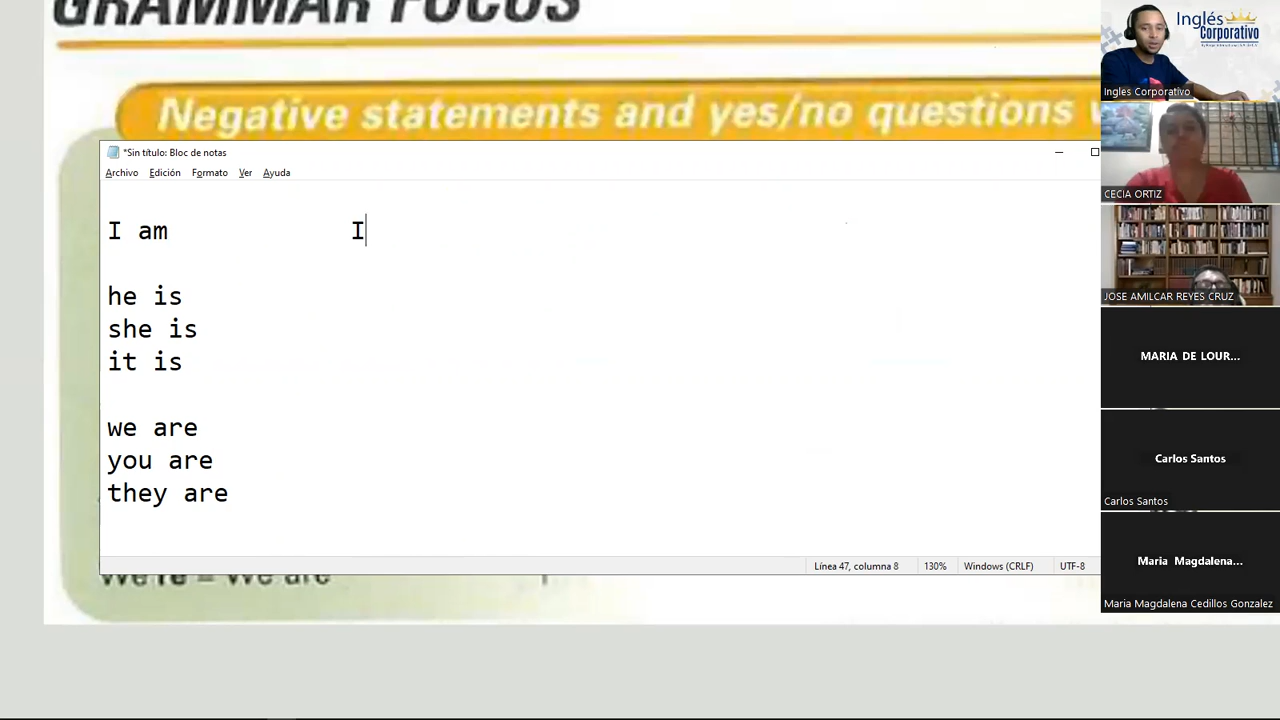 GRAMMAR FOCUS
Negative statements and yes/no questions
*Sin título: Bloc de notas
Archivo Edición Formato Ver Ayuda
I am I
he is
she is
it is
we are
you are
they are
Línea 47, columna 8 130% Windows (CRLF) UTF-8
We're = We are
Inglés
Corporativo
Ingles Corporativo
CECIA ORTIZ
JOSE AMILCAR REYES CRUZ
MARIA DE LOUR...
Carlos Santos
Carlos Santos
Maria Magdalena...
Maria Magdalena Cedillos Gonzalez